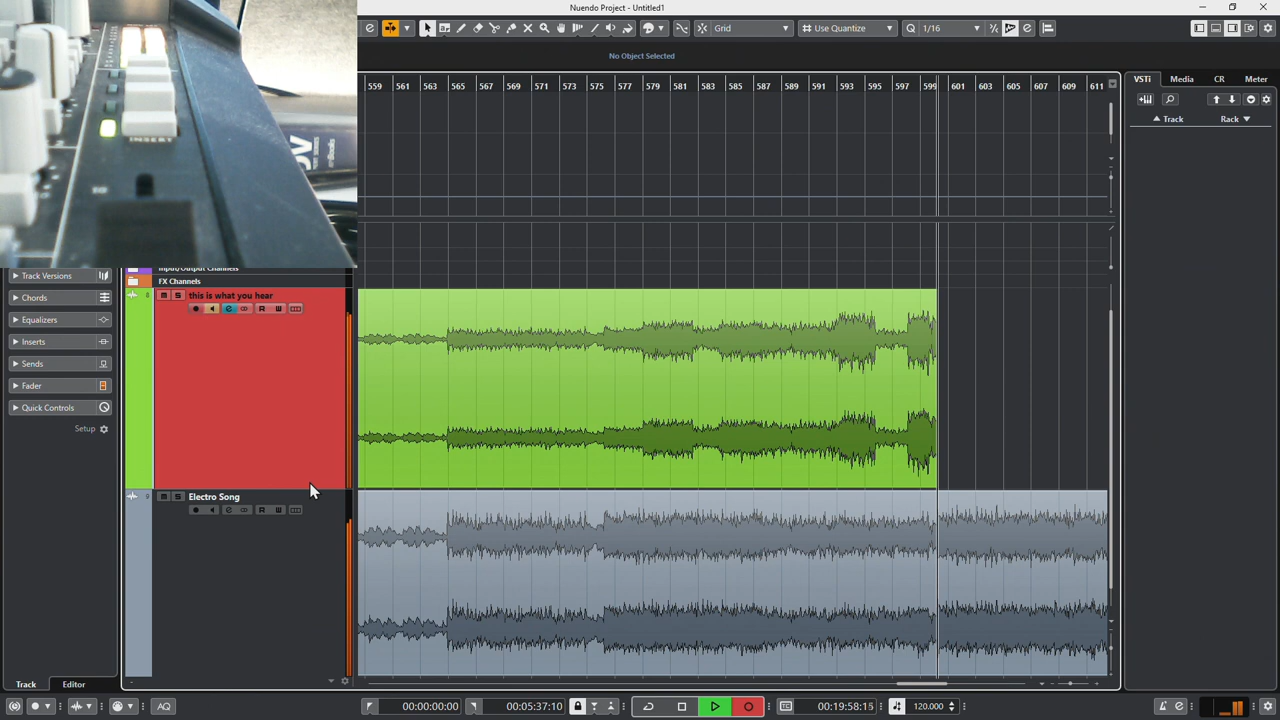 Nuendo Project - Untitled1
Grid
Use Quantize
1/16
No Object Selected
559 561 563 565 567 569 571 573 575 577 579 581 583 585 587 589 591 593 595 597 599 601 603 605 607 609 611
VSTi Media CR Meter
Track Rack
INSERT
Input/Output Channels
FX Channels
Track Versions
Chords
Equalizers
Inserts
Sends
Fader
Quick Controls
Setup
m S this is what you hear
e R W
m S Electro Song
e R W
Track Editor
AQ
00:00:00:00
00:05:37:10
00:19:58:15
120.000